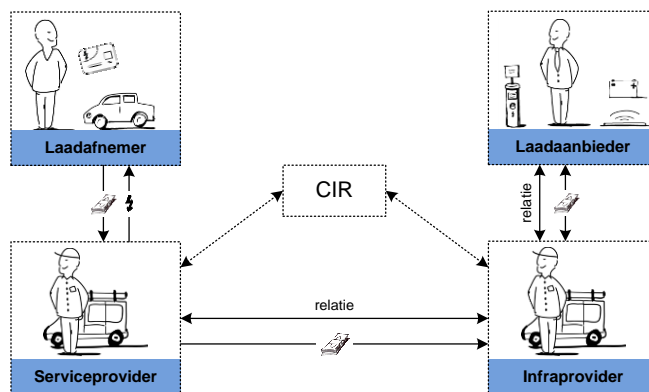 Laadafnemer
Laadaanbieder
CIR
relatie
relatie
Serviceprovider
Infraprovider